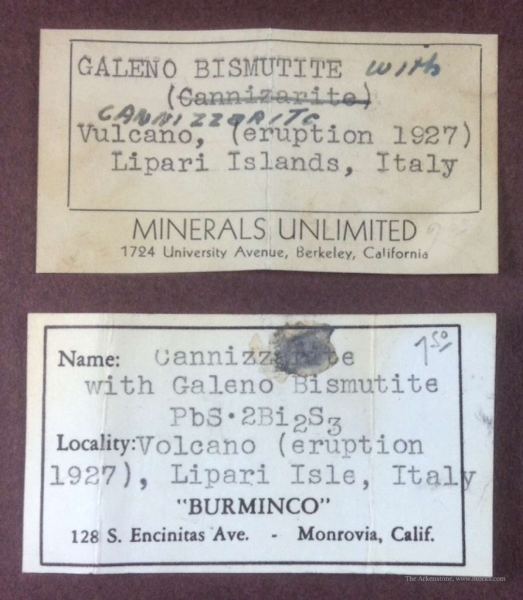 GALENO BISMUTITE with
(Cannizarite)
CANNIZZARITE
Vulcano, (eruption 1927)
Lipari Islands, Italy
MINERALS UNLIMITED
1724 University Avenue, Berkeley, California
1.50
Name: Cannizzarite
with Galeno Bismutite
PbS·2Bi2S3
Locality: Volcano (eruption
1927), Lipari Isle, Italy
"BURMINCO"
128 S. Encinitas Ave. - Monrovia, Calif.
The Arkenstone, www.iRocks.com